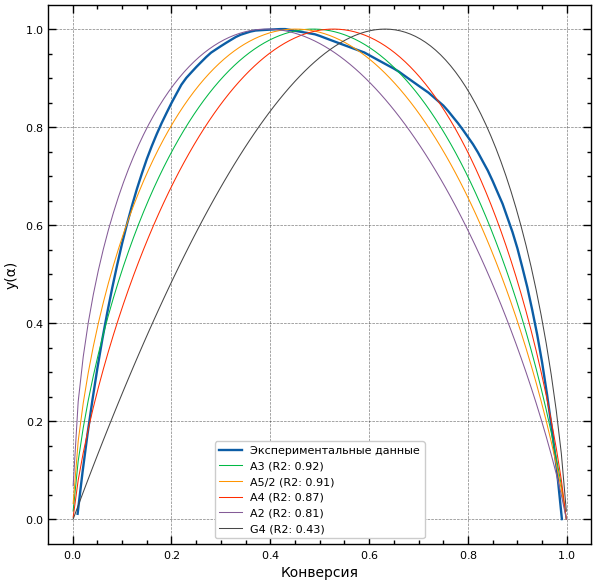 1.0
0.8
0.6
0.4
0.2
0.0
y(α)
Экспериментальные данные
A3 (R2: 0.92)
A5/2 (R2: 0.91)
A4 (R2: 0.87)
A2 (R2: 0.81)
G4 (R2: 0.43)
0.0 0.2 0.4 0.6 0.8 1.0
Конверсия